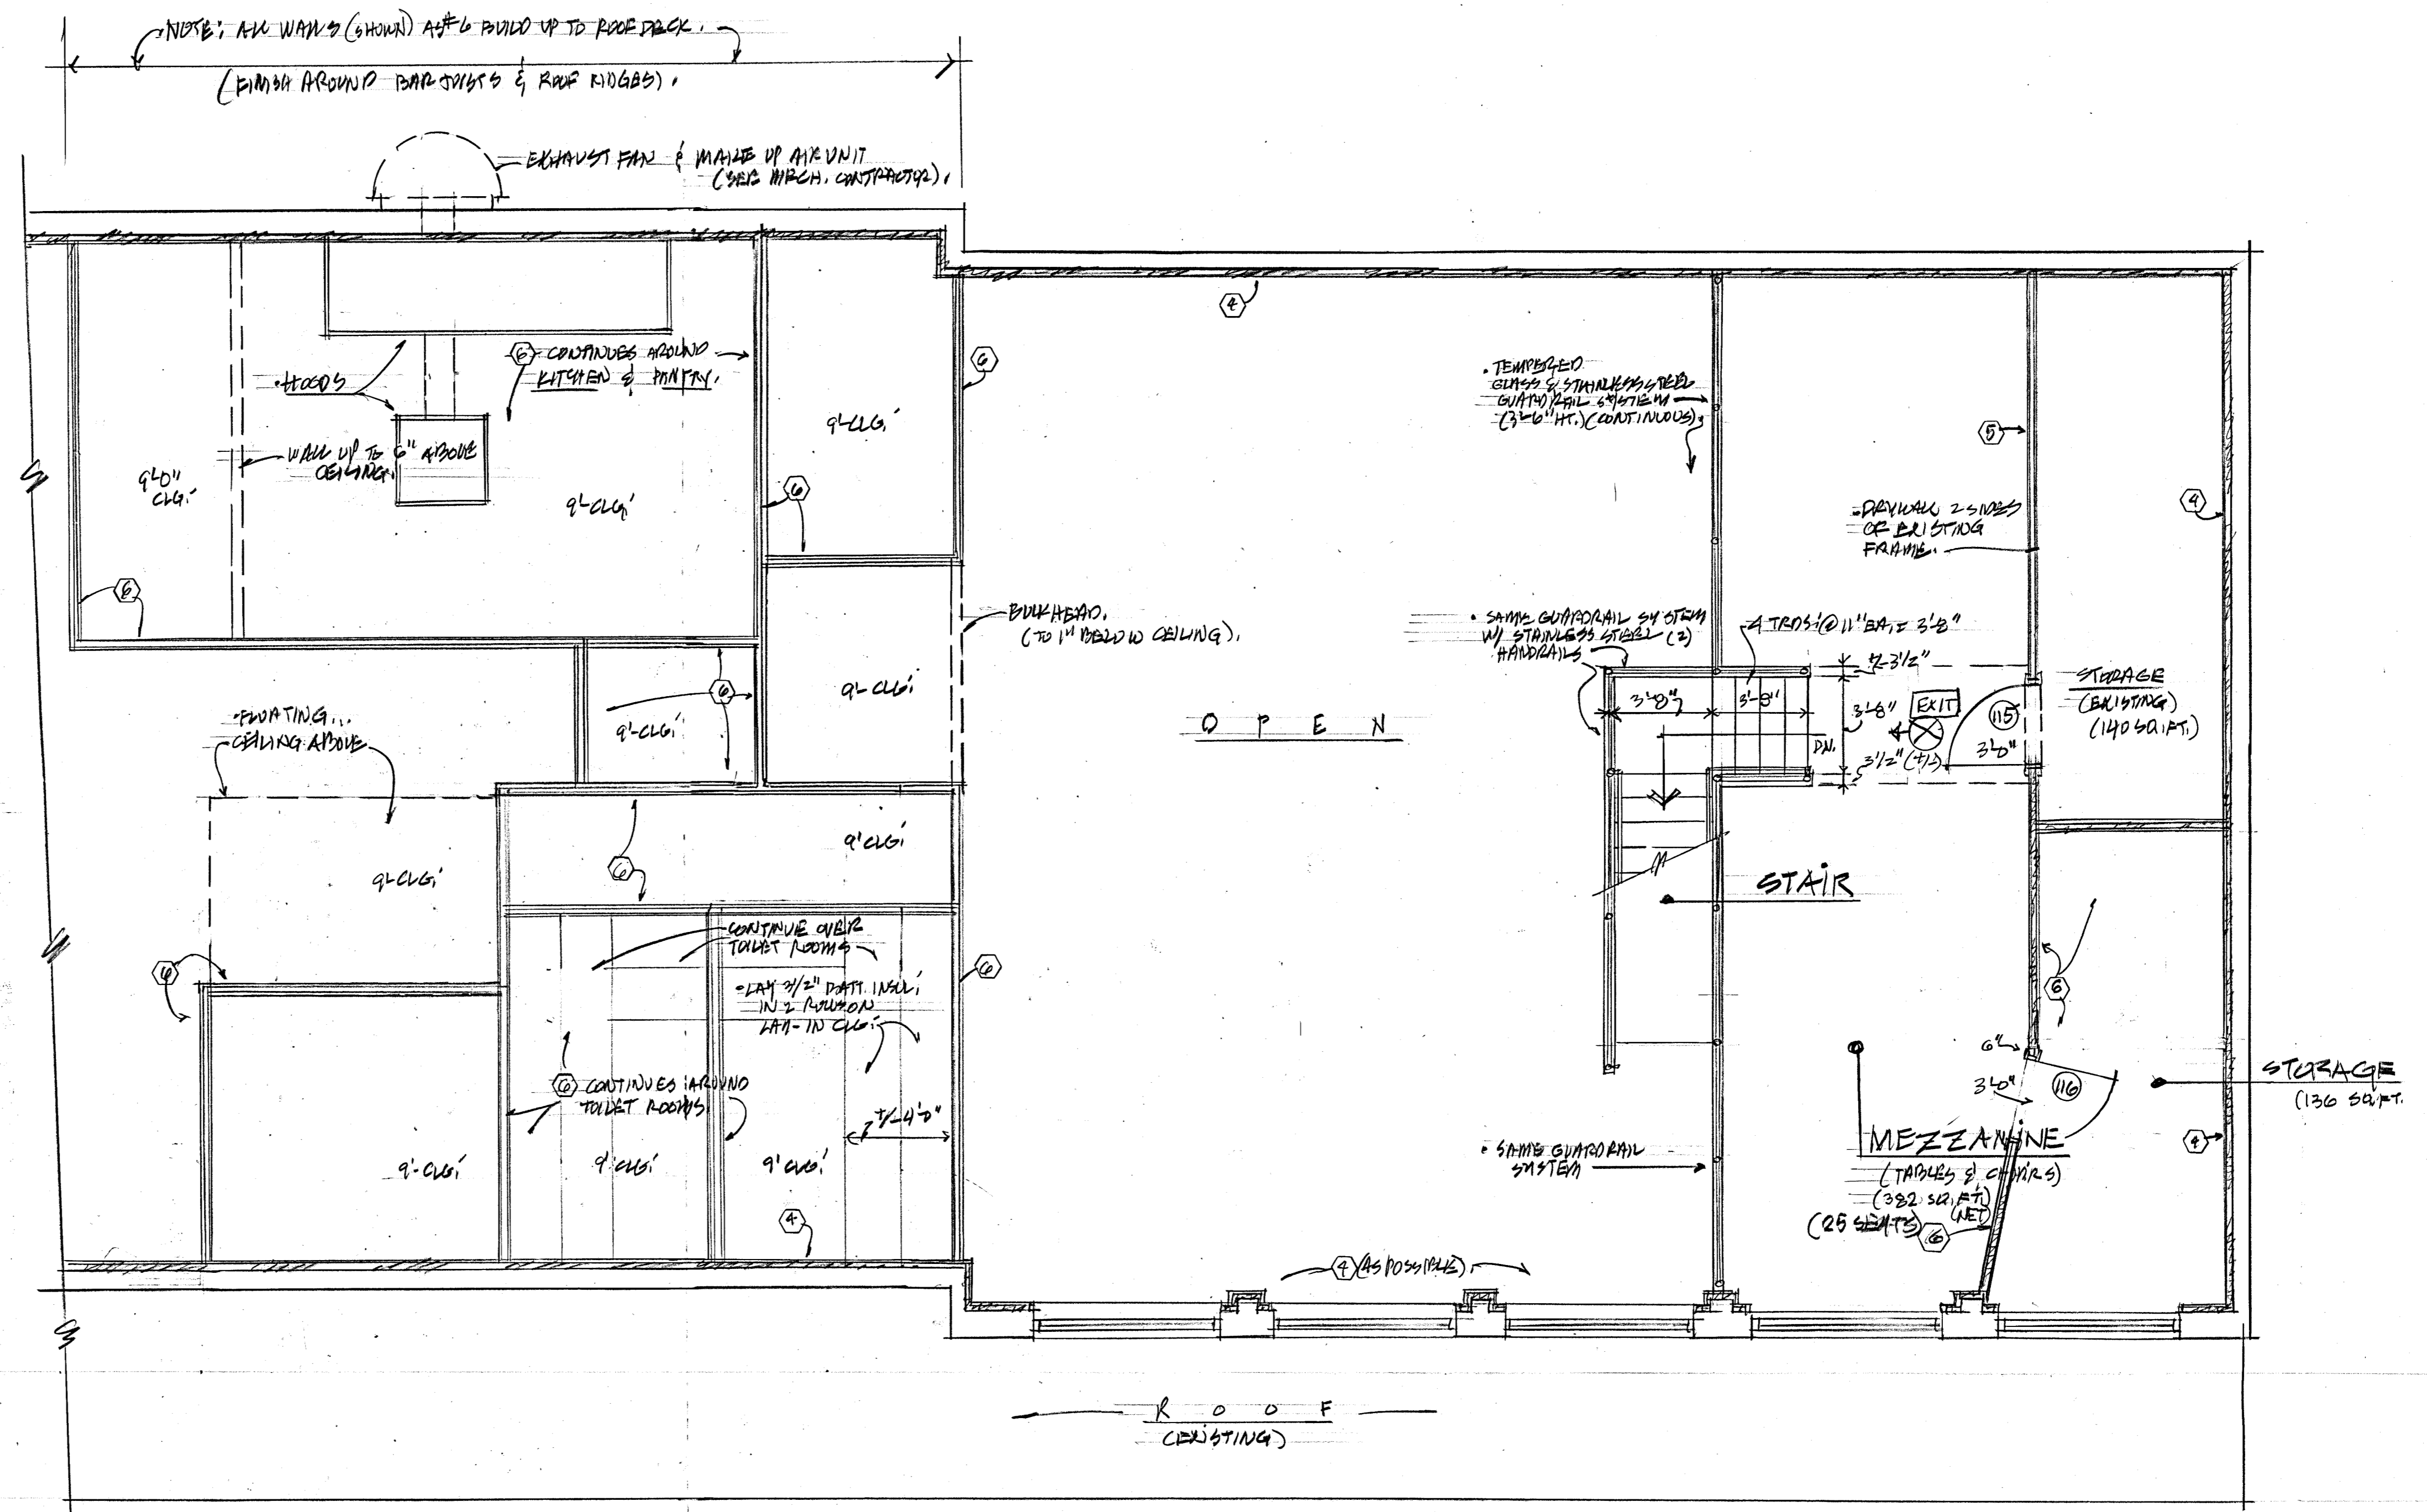 NOTE: ALL WALLS (SHOWN) AS #6 BUILD UP TO ROOF DECK.
(FINISH AROUND BAR JOISTS & ROOF RIDGES).
EXHAUST FAN & MAKE UP AIR UNIT
(SEE MECH. CONTRACTOR).
4
•HOODS
6 CONTINUES AROUND
KITCHEN & PANTRY.
WALL UP TO 6" ABOVE
CEILING.
9'-0"
CLG.
9'-CLG.
6
9'-CLG.
6
6
• TEMPERED
GLASS & STAINLESS STEEL
GUARDRAIL SYSTEM
(3'-6" HT.) (CONTINUOUS).
5
4
•DRYWALL 2 SIDES
OF EXISTING
FRAME.
BULKHEAD.
(TO 1" BELOW CEILING).
• SAME GUARDRAIL SYSTEM
W/ STAINLESS STEEL (2)
HANDRAILS
4 TRDS. @ 11" EA. = 3'-8"
3 1/2"
3'-8"
3'-8"
3'-8"
3 1/2" (+/-)
DN.
EXIT
115
3'-0"
STORAGE
(EXISTING)
(140 SQ. FT.)
6
9'-CLG.
9'-CLG.
•FLOATING...
CEILING ABOVE
O P E N
9'-CLG.
9' CLG.
6
STAIR
CONTINUE OVER
TOILET ROOMS
•LAY 3 1/2" BATT. INSUL.
IN 2 ROWS ON
LAY-IN CLG.
6
6
6
6"
3'-0"
116
STORAGE
(136 SQ. FT.
6 CONTINUES AROUND
TOILET ROOMS
+/- 4'-0"
9'-CLG.
9' CLG.
9' CLG.
4
• SAME GUARDRAIL
SYSTEM
MEZZANINE
(TABLES & CHAIRS)
(382 SQ. FT.)
(NET)
(25 SEATS)
6
4
4 (AS POSSIBLE).
R O O F
(EXISTING)